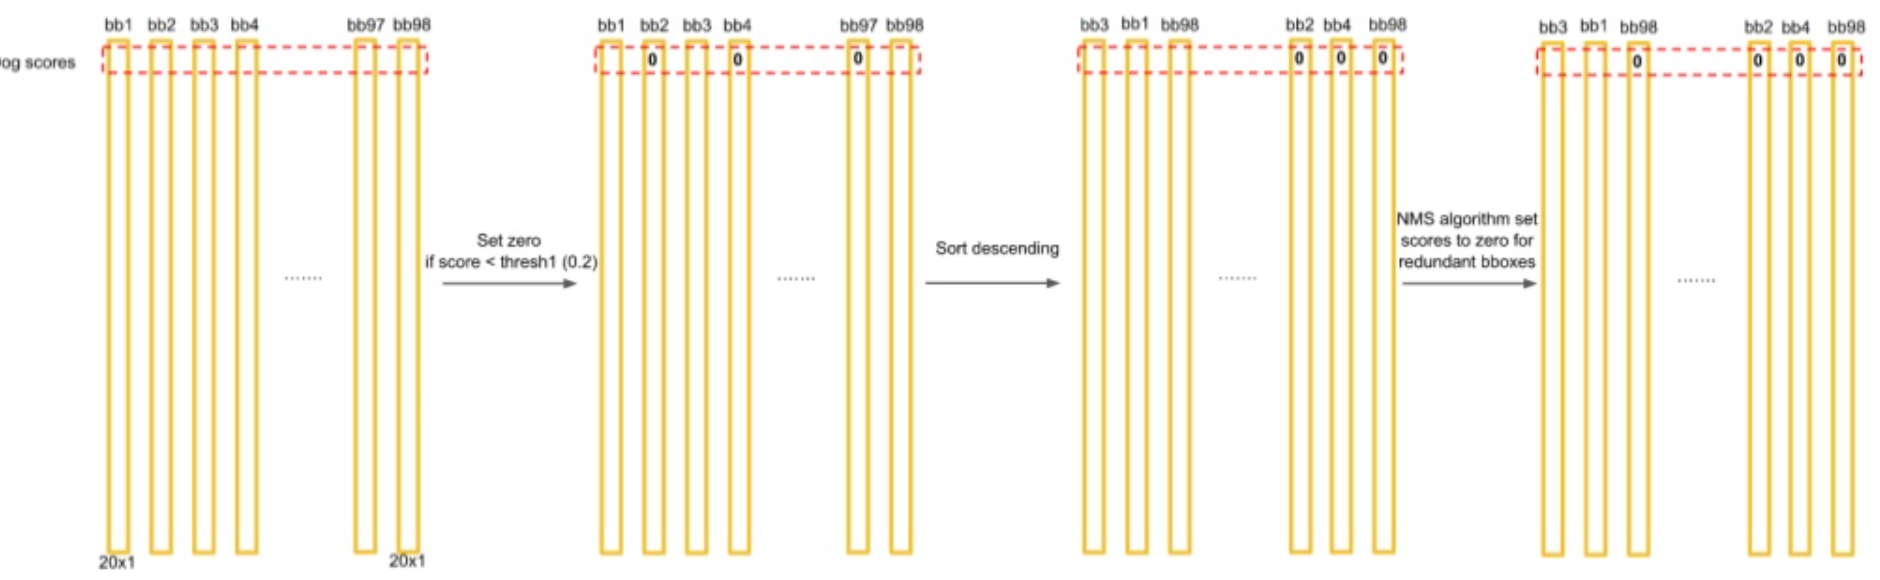 bb1 bb2 bb3 bb4 bb97 bb98 bb1 bb2 bb3 bb4 bb97 bb98 bb3 bb1 bb98 bb2 bb4 bb98 bb3 bb1 bb98 bb2 bb4 bb98
og scores 0 0 0 0 0 0 0 0 0 0
NMS algorithm set
scores to zero for
redundant bboxes
Set zero
if score < thresh1 (0.2)
Sort descending
....... ....... ....... .......
20x1 20x1